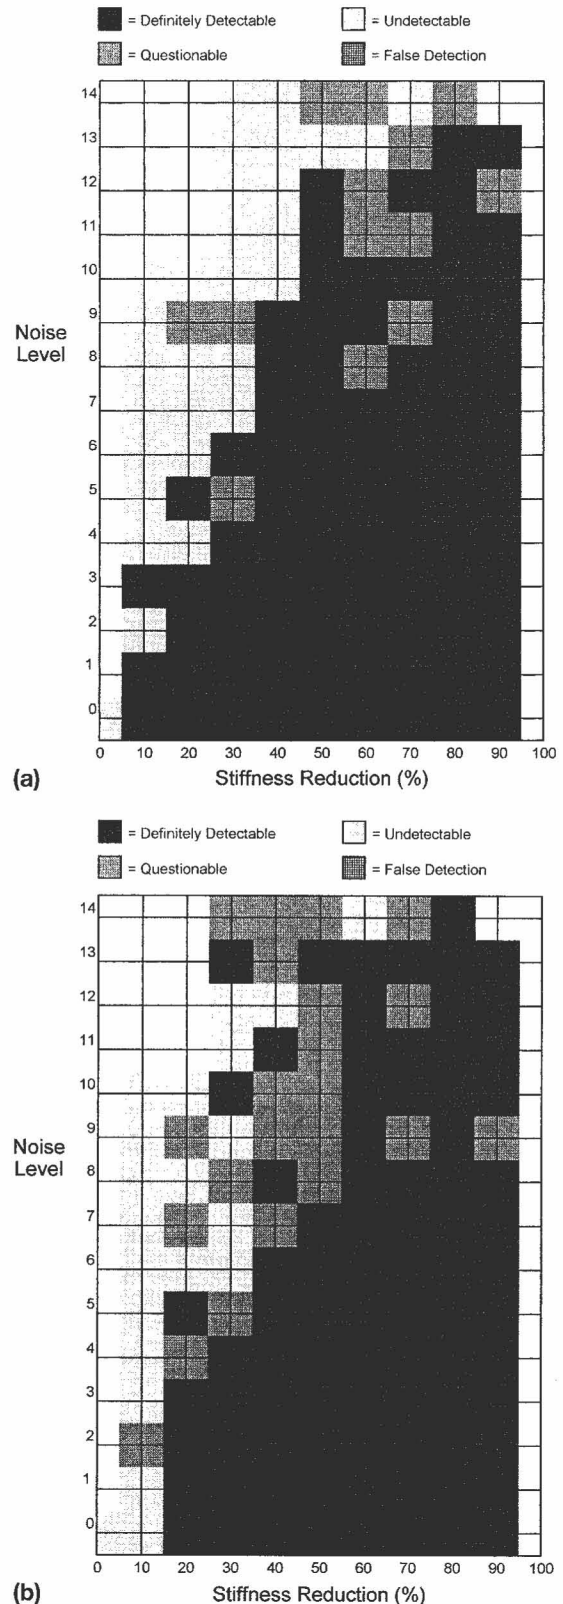 = Definitely Detectable = Undetectable
= Questionable = False Detection
14
13
12
11
10
9
Noise
Level
8
7
6
5
4
3
2
1
0
0 10 20 30 40 50 60 70 80 90 100
(a) Stiffness Reduction (%)
= Definitely Detectable = Undetectable
= Questionable = False Detection
14
13
12
11
10
9
Noise
Level
8
7
6
5
4
3
2
1
0
0 10 20 30 40 50 60 70 80 90 100
(b) Stiffness Reduction (%)